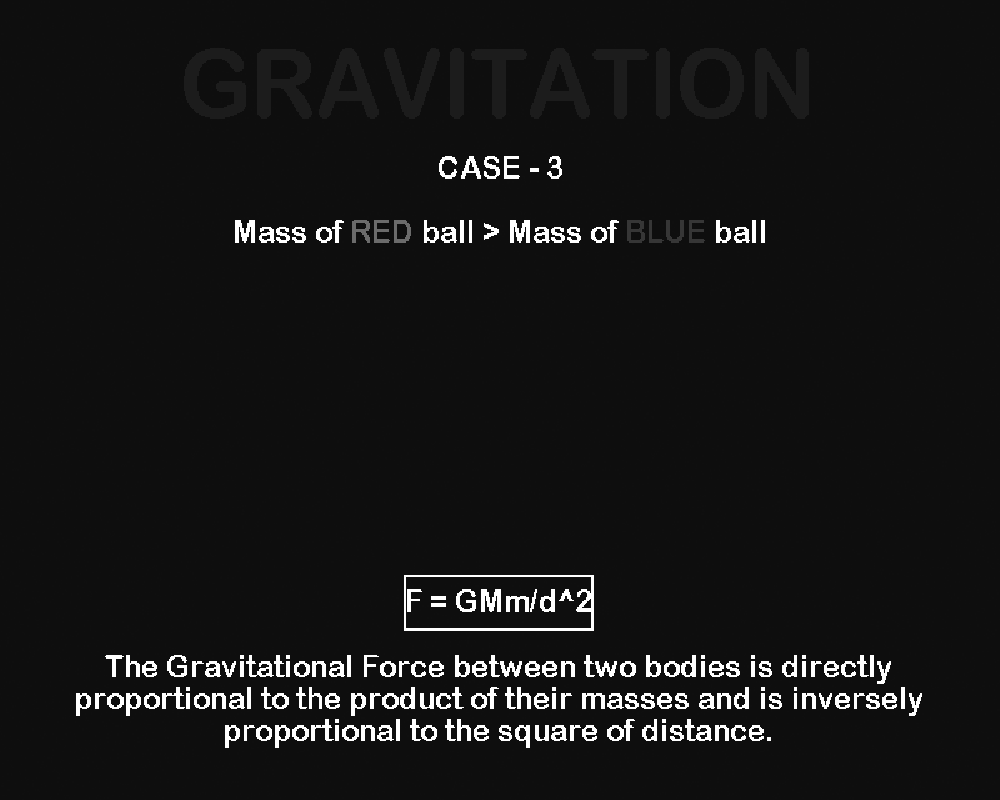 GRAVITATION
CASE - 3
Mass of RED ball > Mass of BLUE ball
F = GMm/d^2
The Gravitational Force between two bodies is directly
proportional to the product of their masses and is inversely
proportional to the square of distance.